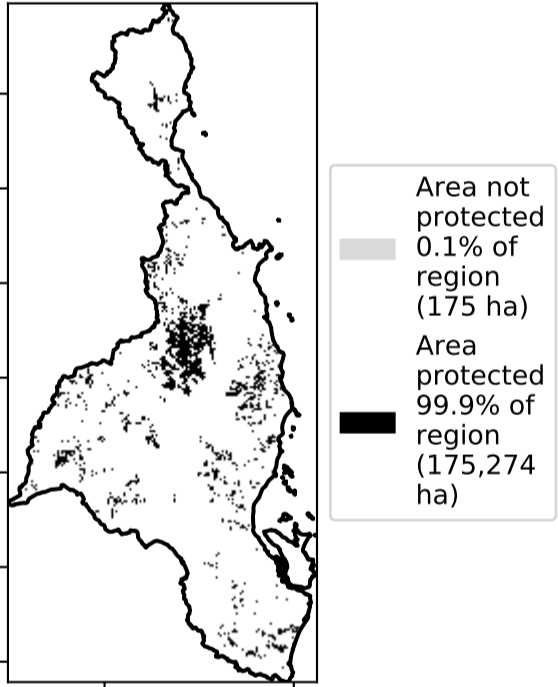 Area not
protected
0.1% of
region
(175 ha)
Area
protected
99.9% of
region
(175,274
ha)